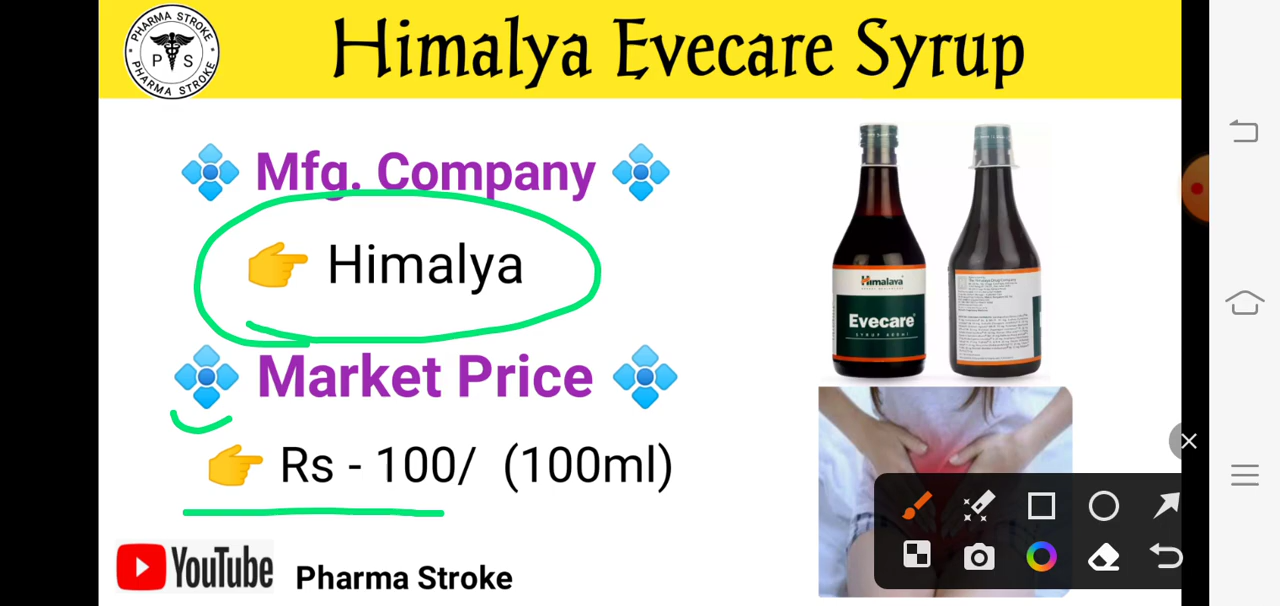 PHARMA STROKE
P S
PHARMA STROKE
Himalya Evecare Syrup
Mfg. Company
Himalya
Market Price
Rs - 100/ (100ml)
YouTube Pharma Stroke
Himalaya
Evecare